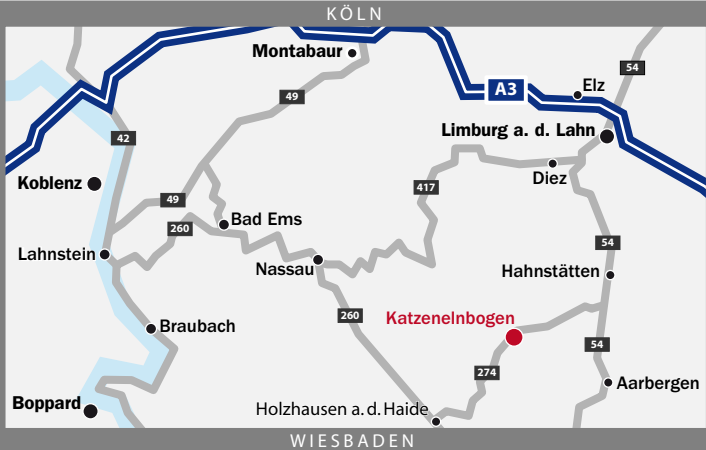 KÖLN
Montabaur
54
Elz
A3
49
Limburg a. d. Lahn
42
Diez
Koblenz
417
49
Bad Ems
260
54
Lahnstein
Nassau
Hahnstätten
260
Katzenelnbogen
Braubach
54
274
Aarbergen
Boppard
Holzhausen a. d. Haide
WIESBADEN